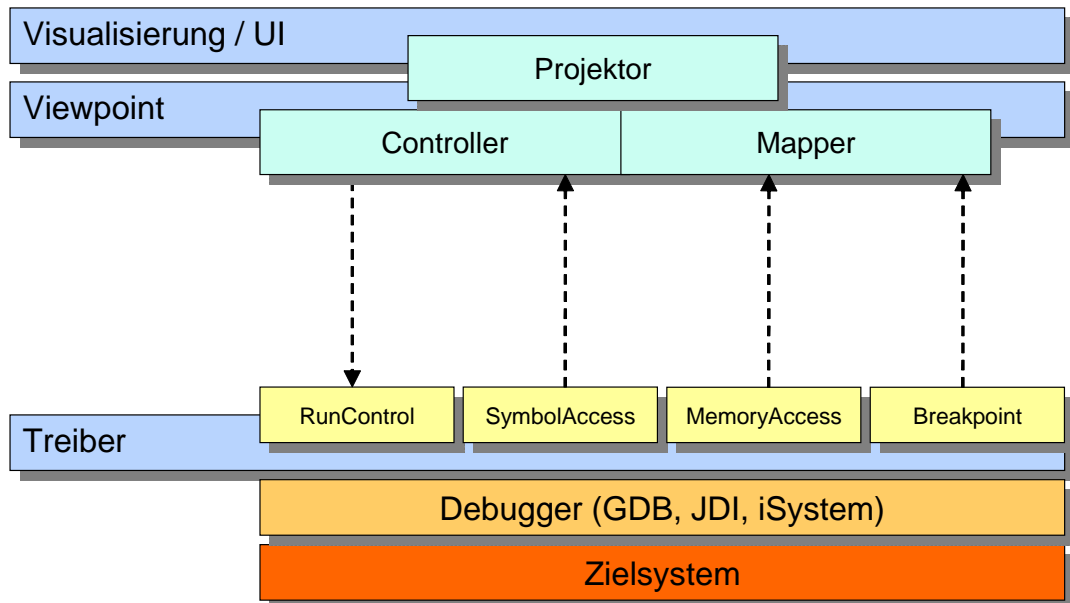 Visualisierung / UI
Projektor
Viewpoint
Controller
Mapper
RunControl
SymbolAccess
MemoryAccess
Breakpoint
Treiber
Debugger (GDB, JDI, iSystem)
Zielsystem